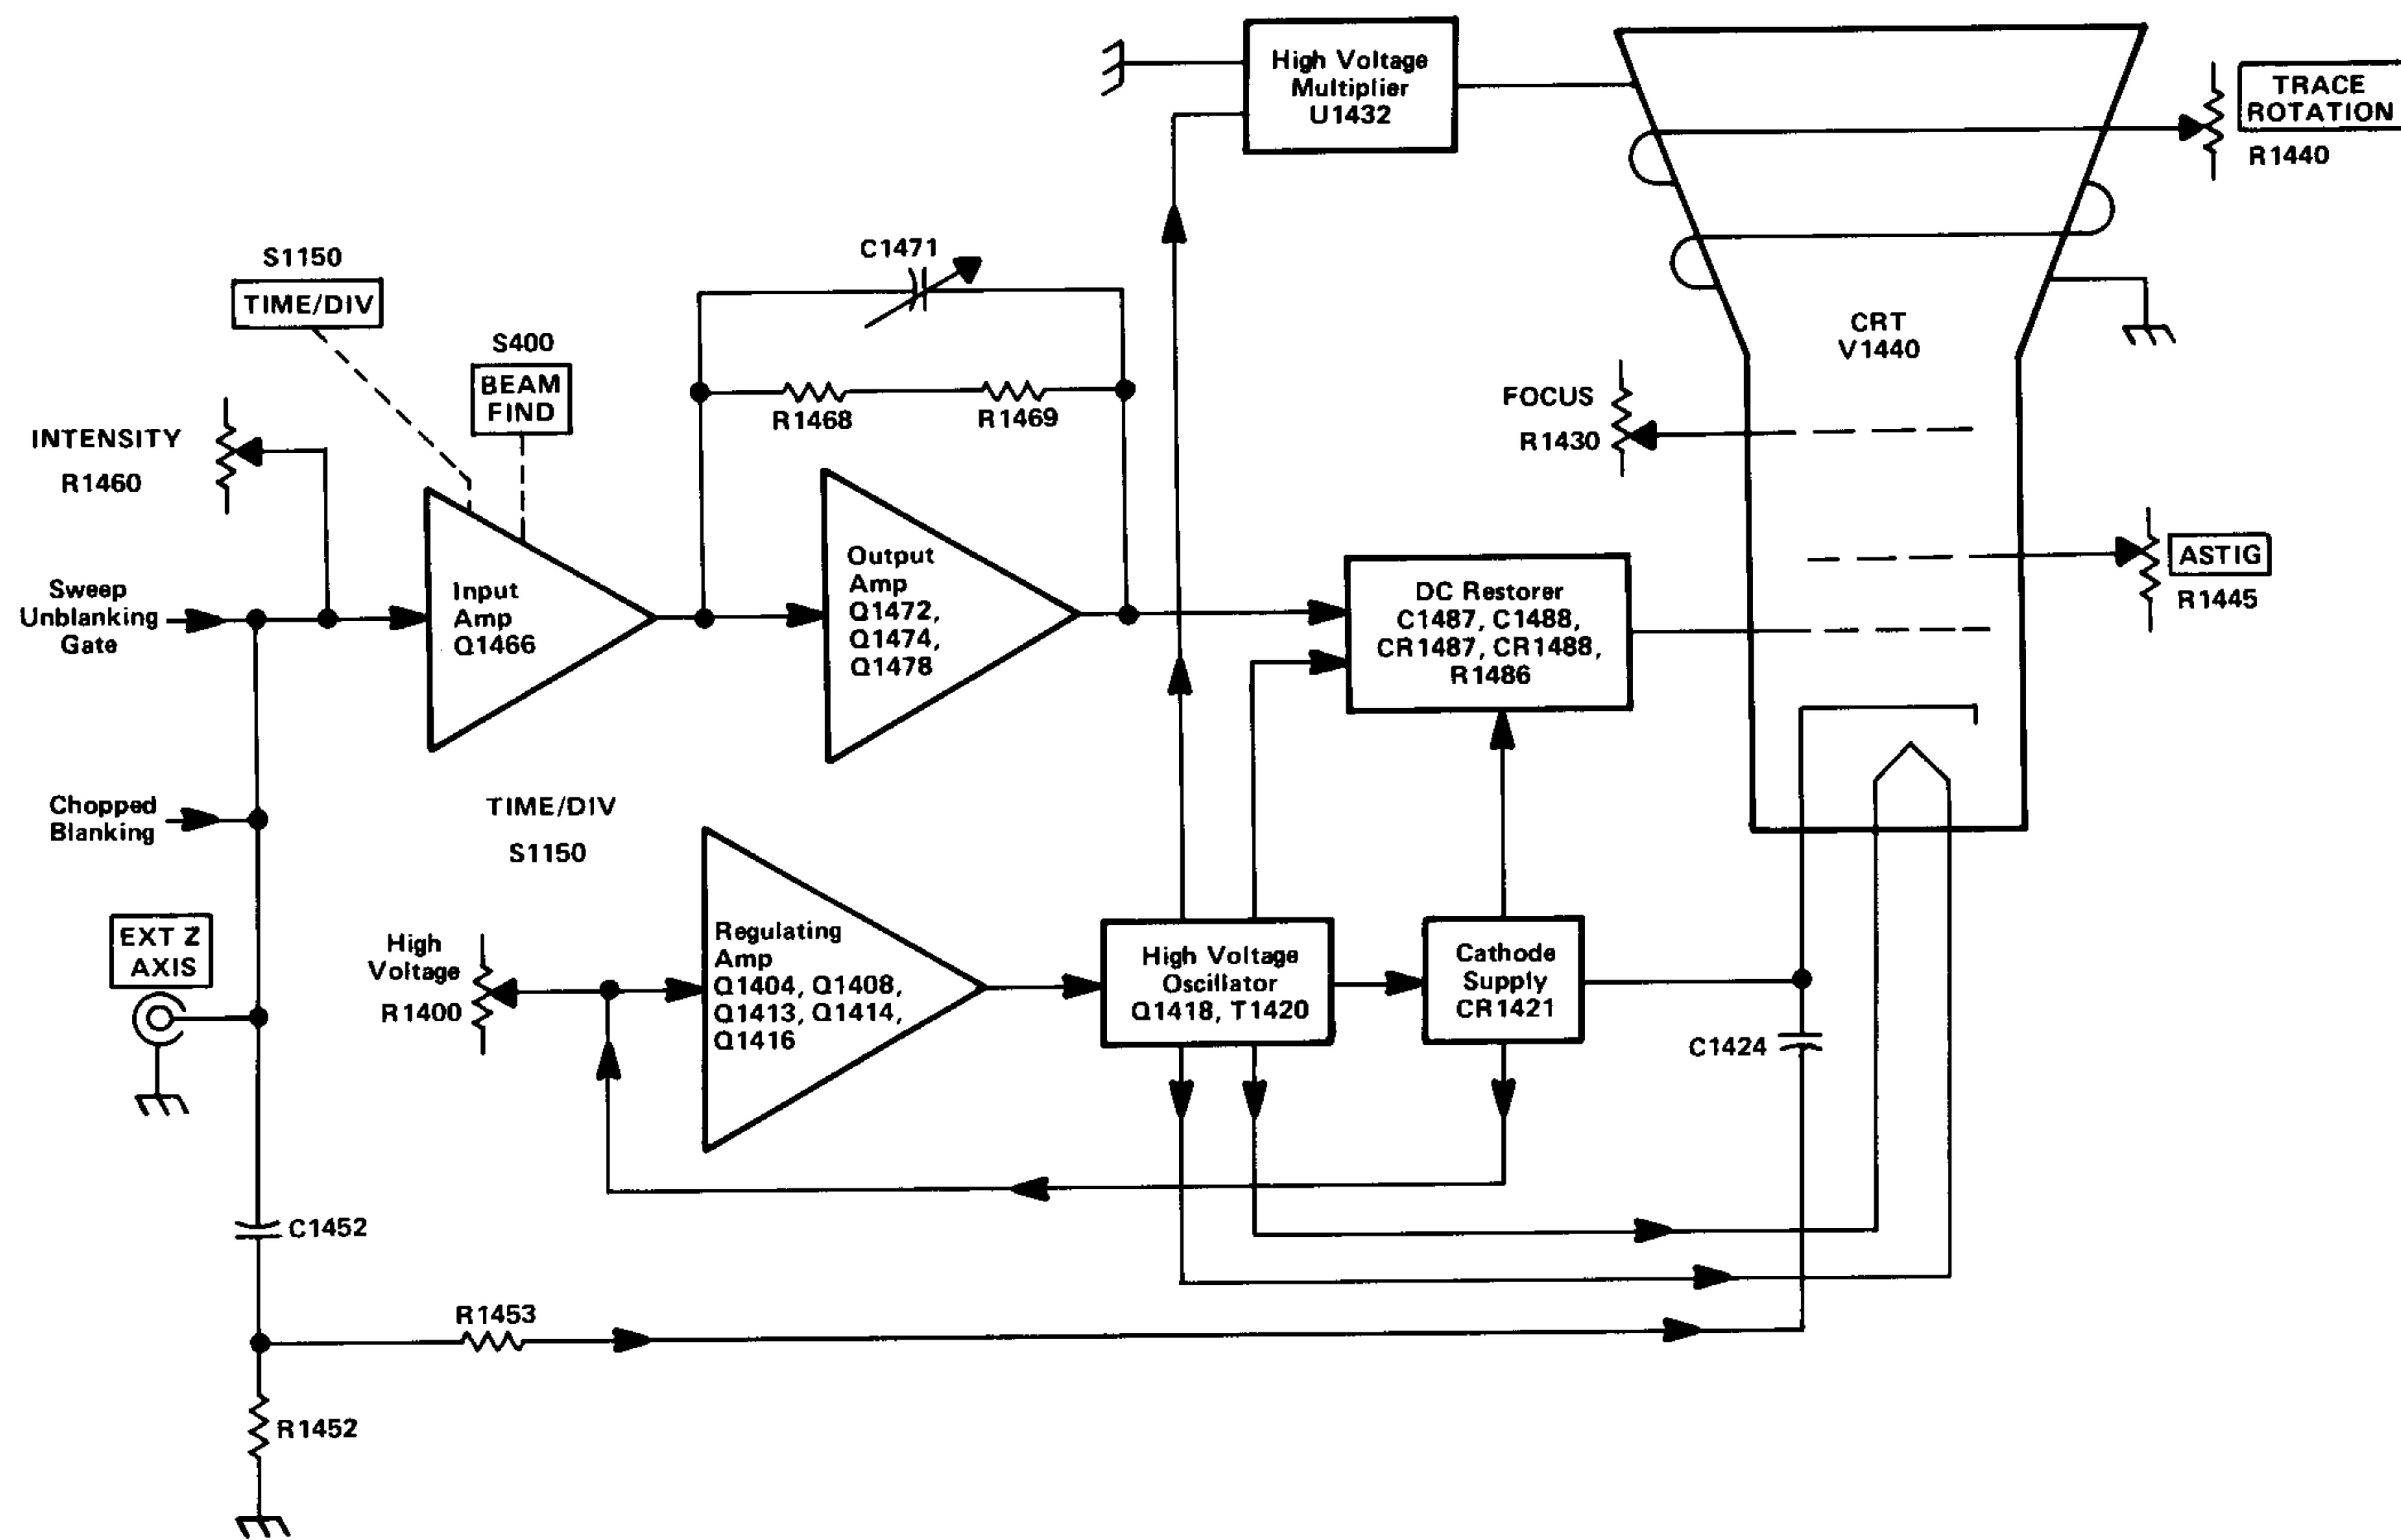 High Voltage
Multiplier
U1432
TRACE
ROTATION
R1440
S1150
TIME/DIV
C1471
S400
BEAM
FIND
R1468
R1469
CRT
V1440
INTENSITY
R1460
FOCUS
R1430
Sweep
Unblanking
Gate
Input
Amp
Q1466
Output
Amp
Q1472,
Q1474,
Q1478
DC Restorer
C1487, C1488,
CR1487, CR1488,
R1486
ASTIG
R1445
Chopped
Blanking
TIME/DIV
S1150
EXT Z
AXIS
High
Voltage
R1400
Regulating
Amp
Q1404, Q1408,
Q1413, Q1414,
Q1416
High Voltage
Oscillator
Q1418, T1420
Cathode
Supply
CR1421
C1424
C1452
R1453
R1452